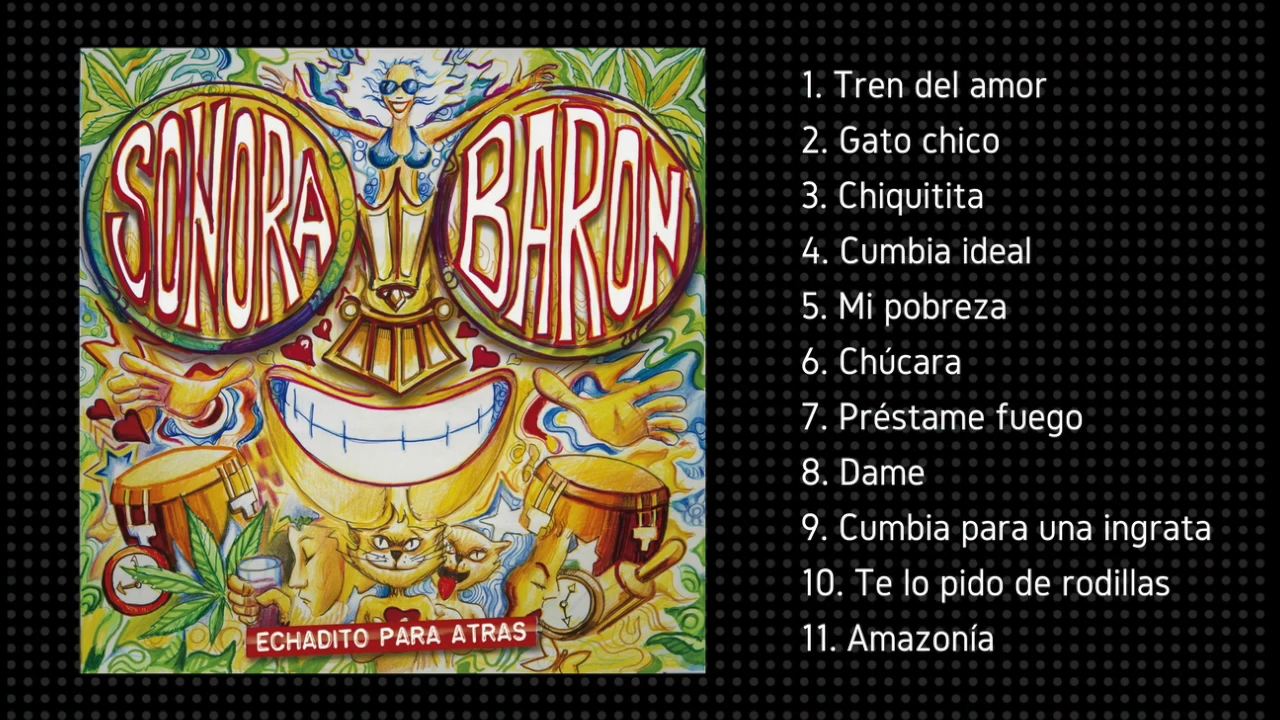 SONORA
BARON
ECHADITO PARA ATRAS
1. Tren del amor
2. Gato chico
3. Chiquitita
4. Cumbia ideal
5. Mi pobreza
6. Chúcara
7. Préstame fuego
8. Dame
9. Cumbia para una ingrata
10. Te lo pido de rodillas
11. Amazonía